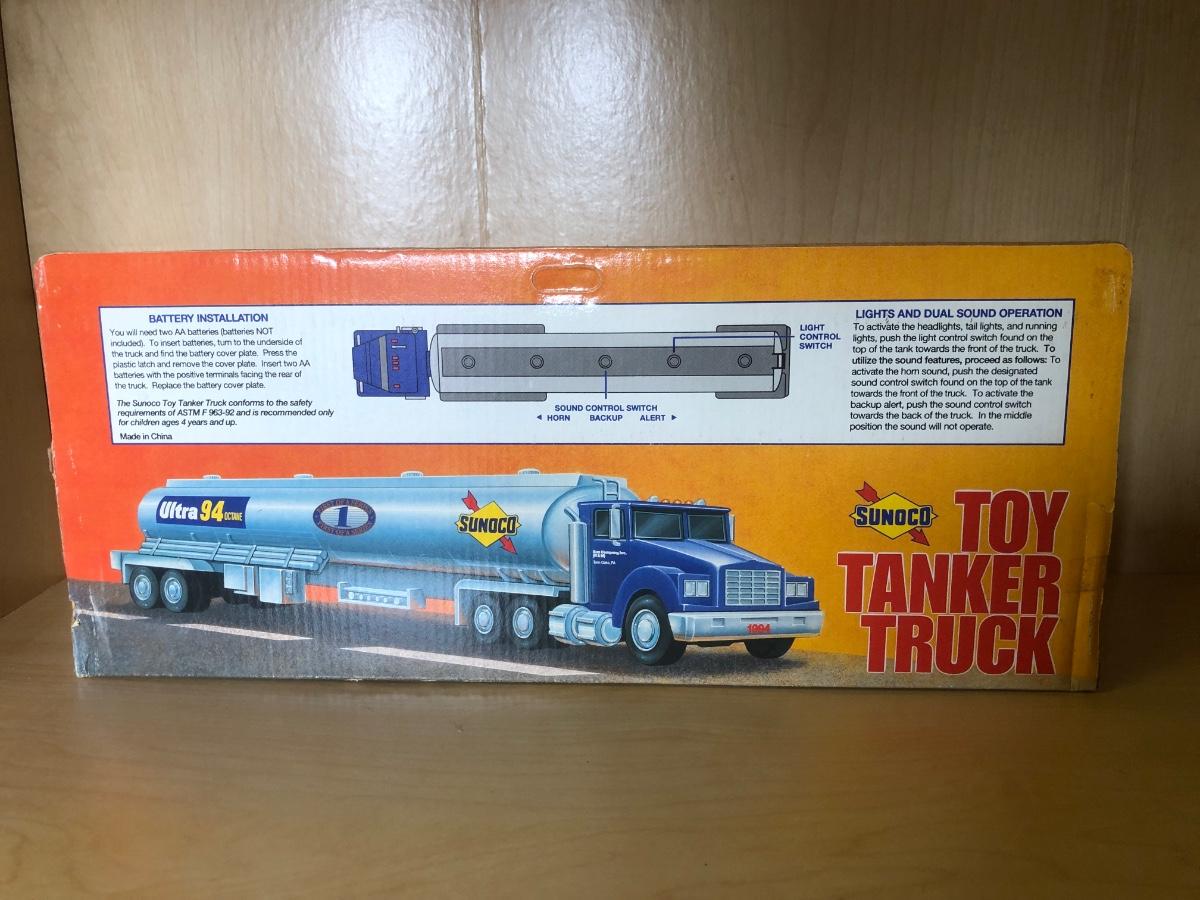 BATTERY INSTALLATION
You will need two AA batteries (batteries NOT
included). To insert batteries, turn to the underside of
the truck and find the battery cover plate. Press the
plastic latch and remove the cover plate. Insert two AA
batteries with the positive terminals facing the rear of
the truck. Replace the battery cover plate.
The Sunoco Toy Tanker Truck conforms to the safety
requirements of ASTM F 963-92 and is recommended only
for children ages 4 years and up.
Made in China
LIGHT
CONTROL
SWITCH
SOUND CONTROL SWITCH
◄ HORN BACKUP ALERT ►
LIGHTS AND DUAL SOUND OPERATION
To activate the headlights, tail lights, and running
lights, push the light control switch found on the
top of the tank towards the front of the truck. To
utilize the sound features, proceed as follows: To
activate the horn sound, push the designated
sound control switch found on the top of the tank
towards the front of the truck. To activate the
backup alert, push the sound control switch
towards the back of the truck. In the middle
position the sound will not operate.
Ultra 94 OCTANE
1
SUNOCO
1994
SUNOCO
TOY
TANKER
TRUCK